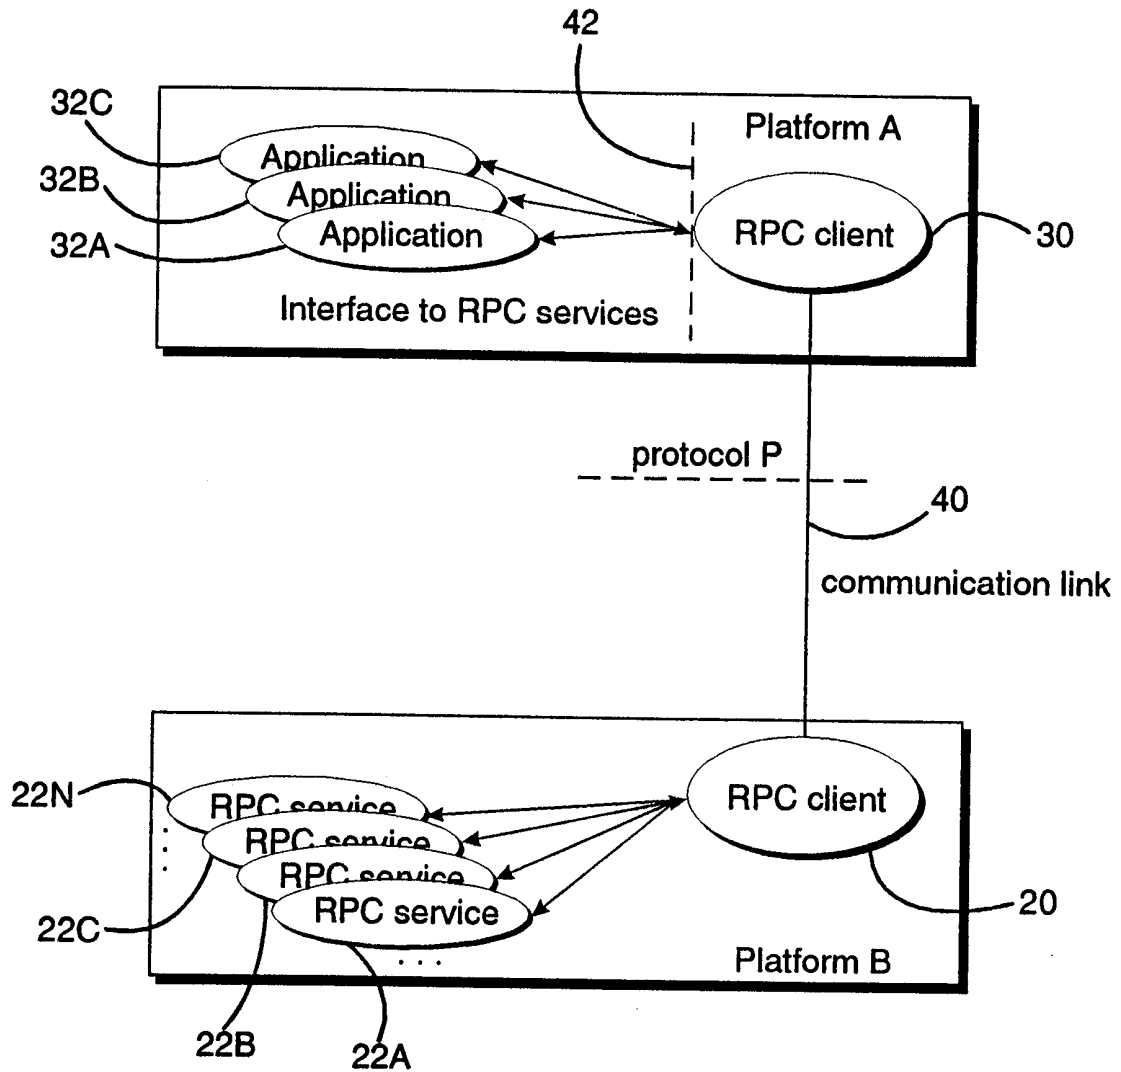 42
32C
Platform A
Application
32B
Application
32A
Application
RPC client
30
Interface to RPC services
protocol P
40
communication link
22N
RPC service
RPC client
RPC service
RPC service
RPC service
22C
20
Platform B
. . .
22B
22A